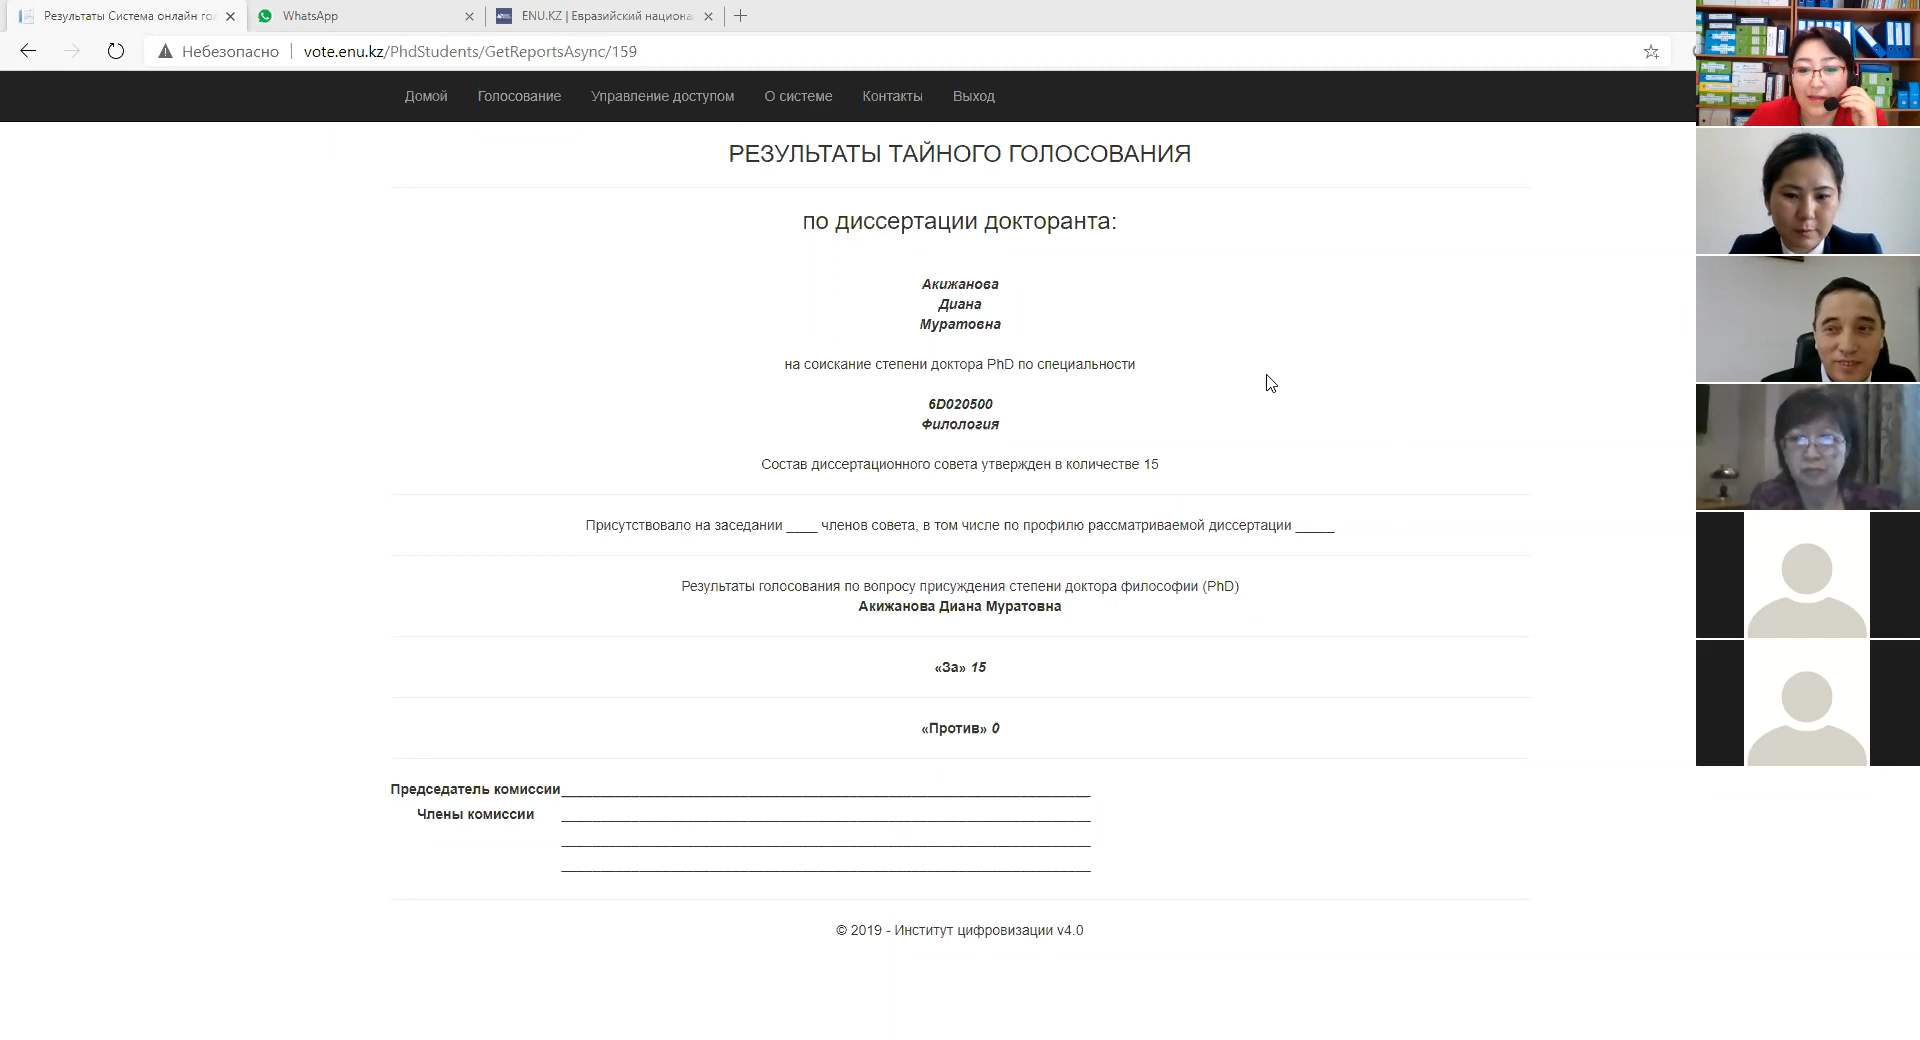 Результаты Система онлайн го
WhatsApp
ENU.KZ | Евразийский национа
Небезопасно
vote.enu.kz/PhdStudents/GetReportsAsync/159
Домой Голосование Управление доступом О системе Контакты Выход
РЕЗУЛЬТАТЫ ТАЙНОГО ГОЛОСОВАНИЯ
по диссертации докторанта:
Акижанова
Диана
Муратовна
на соискание степени доктора PhD по специальности
6D020500
Филология
Состав диссертационного совета утвержден в количестве 15
Присутствовало на заседании ____ членов совета, в том числе по профилю рассматриваемой диссертации _____
Результаты голосования по вопросу присуждения степени доктора философии (PhD)
Акижанова Диана Муратовна
«За» 15
«Против» 0
Председатель комиссии
Члены комиссии
© 2019 - Институт цифровизации v4.0